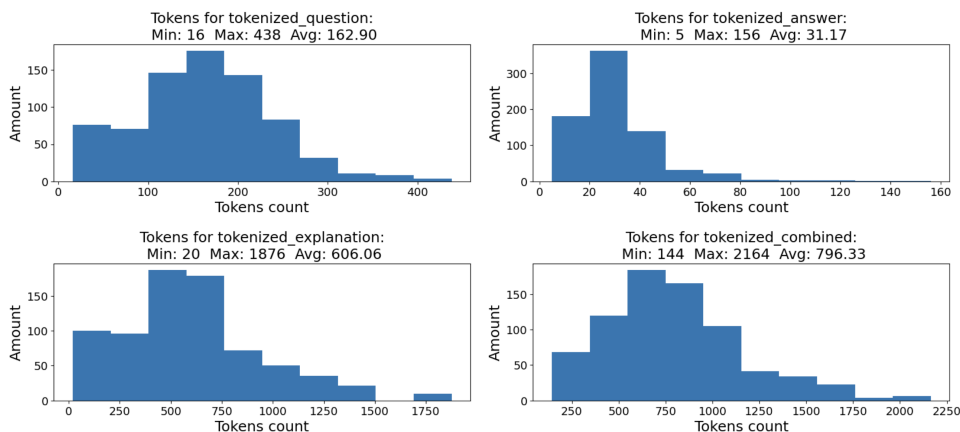 Tokens for tokenized_question:
Min: 16 Max: 438 Avg: 162.90
Amount
150
100
50
0
0 100 200 300 400
Tokens count
Tokens for tokenized_answer:
Min: 5 Max: 156 Avg: 31.17
Amount
300
200
100
0
0 20 40 60 80 100 120 140 160
Tokens count
Tokens for tokenized_explanation:
Min: 20 Max: 1876 Avg: 606.06
Amount
150
100
50
0
0 250 500 750 1000 1250 1500 1750
Tokens count
Tokens for tokenized_combined:
Min: 144 Max: 2164 Avg: 796.33
Amount
150
100
50
0
250 500 750 1000 1250 1500 1750 2000 2250
Tokens count